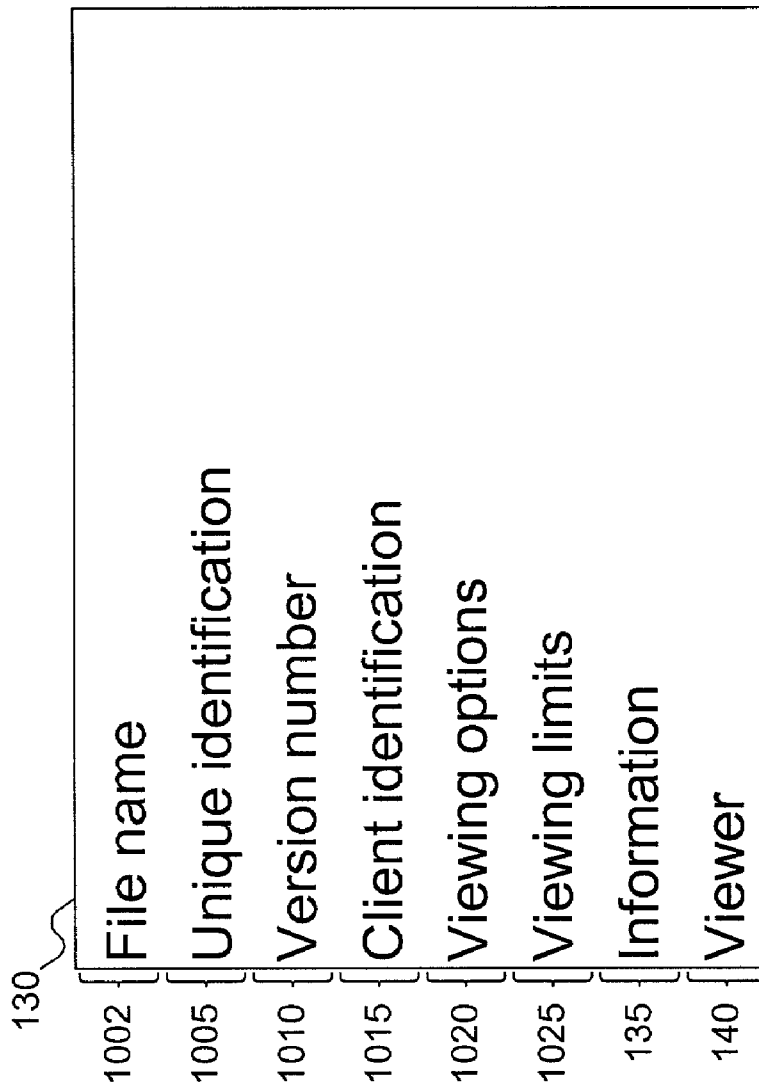 130
1002 File name
1005 Unique identification
1010 Version number
1015 Client identification
1020 Viewing options
1025 Viewing limits
135 Information
140 Viewer